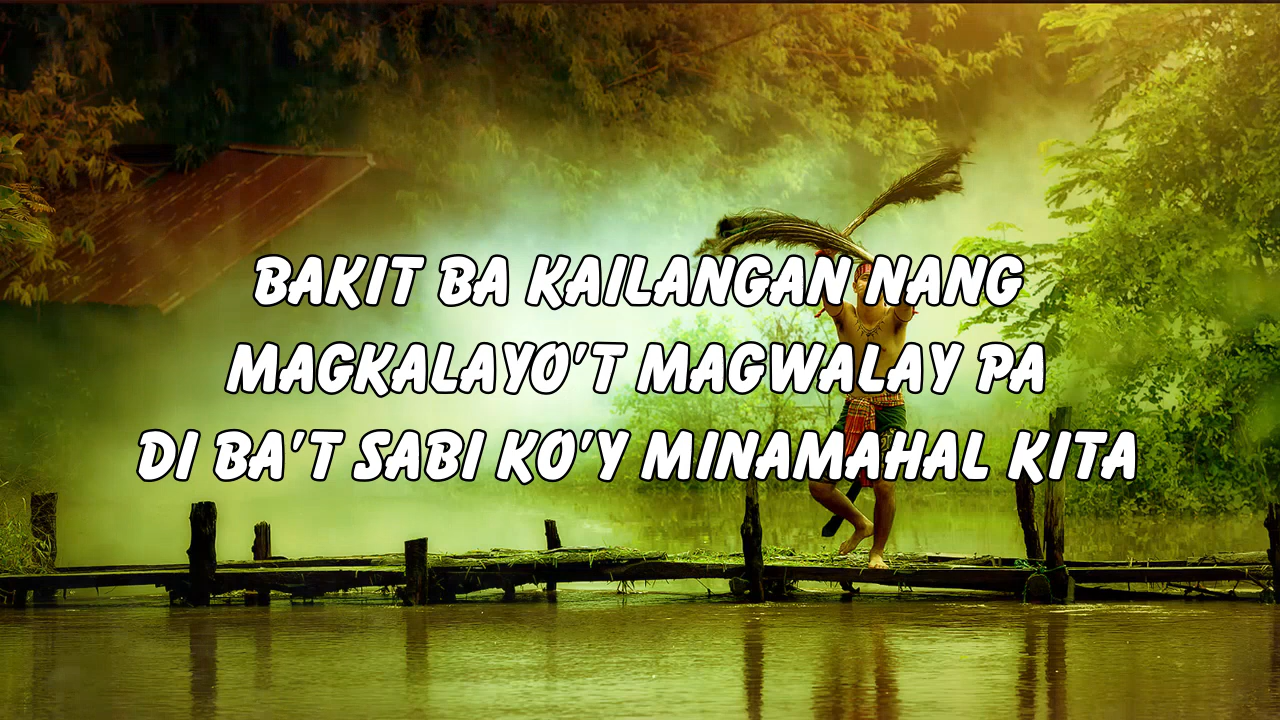 BAKIT BA KAILANGAN NANG
MAGKALAYO'T MAGWALAY PA
DI BA'T SABI KO'Y MINAMAHAL KITA